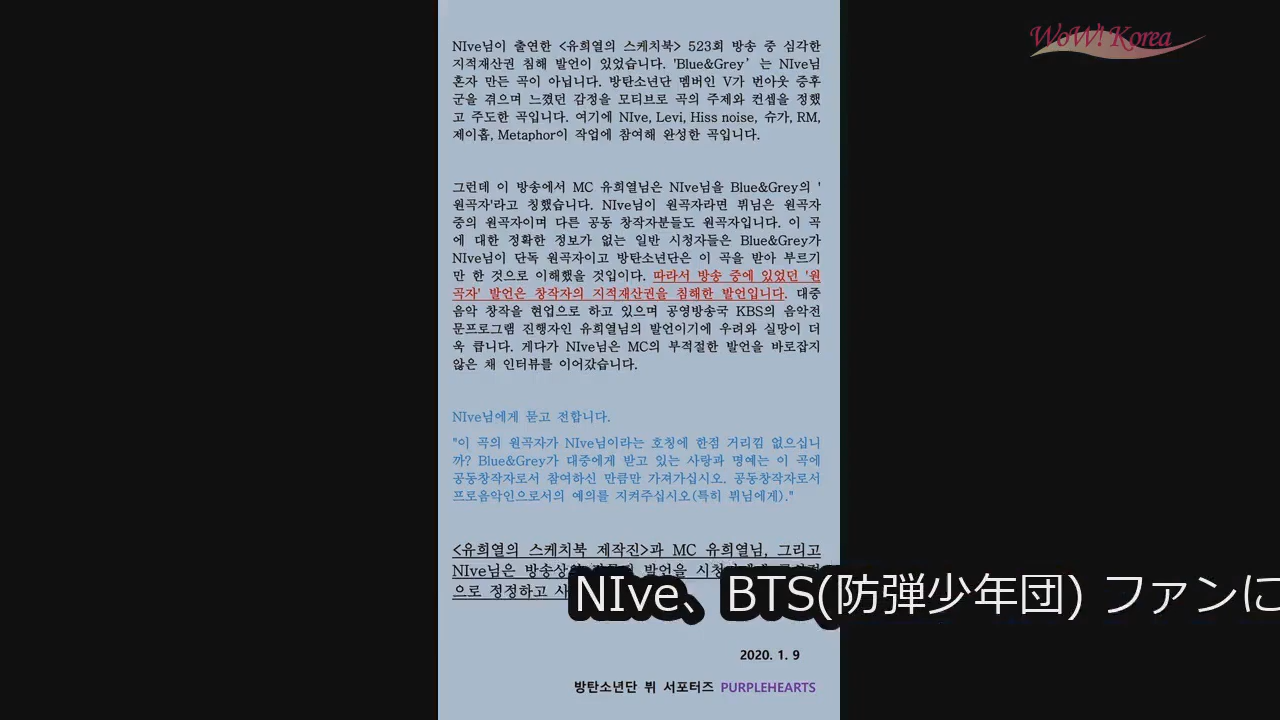 WoW! Korea
NIve님이 출연한 <유희열의 스케치북> 523회 방송 중 심각한
지적재산권 침해 발언이 있었습니다. 'Blue&Grey’ 는 NIve님
혼자 만든 곡이 아닙니다. 방탄소년단 멤버인 V가 번아웃 증후
군을 겪으며 느꼈던 감정을 모티브로 곡의 주제와 컨셉을 정했
고 주도한 곡입니다. 여기에 NIve, Levi, Hiss noise, 슈가, RM,
제이홉, Metaphor이 작업에 참여해 완성한 곡입니다.
그런데 이 방송에서 MC 유희열님은 NIve님을 Blue&Grey의 '
원곡자'라고 칭했습니다. NIve님이 원곡자라면 뷔님은 원곡자
중의 원곡자이며 다른 공동 창작자분들도 원곡자입니다. 이 곡
에 대한 정확한 정보가 없는 일반 시청자들은 Blue&Grey가
NIve님이 단독 원곡자이고 방탄소년단은 이 곡을 받아 부르기
만 한 것으로 이해했을 것입이다. 따라서 방송 중에 있었던 '원
곡자' 발언은 창작자의 지적재산권을 침해한 발언입니다. 대중
음악 창작을 현업으로 하고 있으며 공영방송국 KBS의 음악전
문프로그램 진행자인 유희열님의 발언이기에 우려와 실망이 더
욱 큽니다. 게다가 NIve님은 MC의 부적절한 발언을 바로잡지
않은 채 인터뷰를 이어갔습니다.
NIve님에게 묻고 전합니다.
"이 곡의 원곡자가 NIve님이라는 호칭에 한점 거리낌 없으십니
까? Blue&Grey가 대중에게 받고 있는 사랑과 명예는 이 곡에
공동창작자로서 참여하신 만큼만 가져가십시오. 공동창작자로서
프로음악인으로서의 예의를 지켜주십시오(특히 뷔님에게)."
<유희열의 스케치북 제작진>과 MC 유희열님, 그리고
NIve님은 방송상의 발언을
으로 정정하고
NIve、BTS(防弾少年団) ファンに
2020. 1. 9
방탄소년단 뷔 서포터즈 PURPLEHEARTS